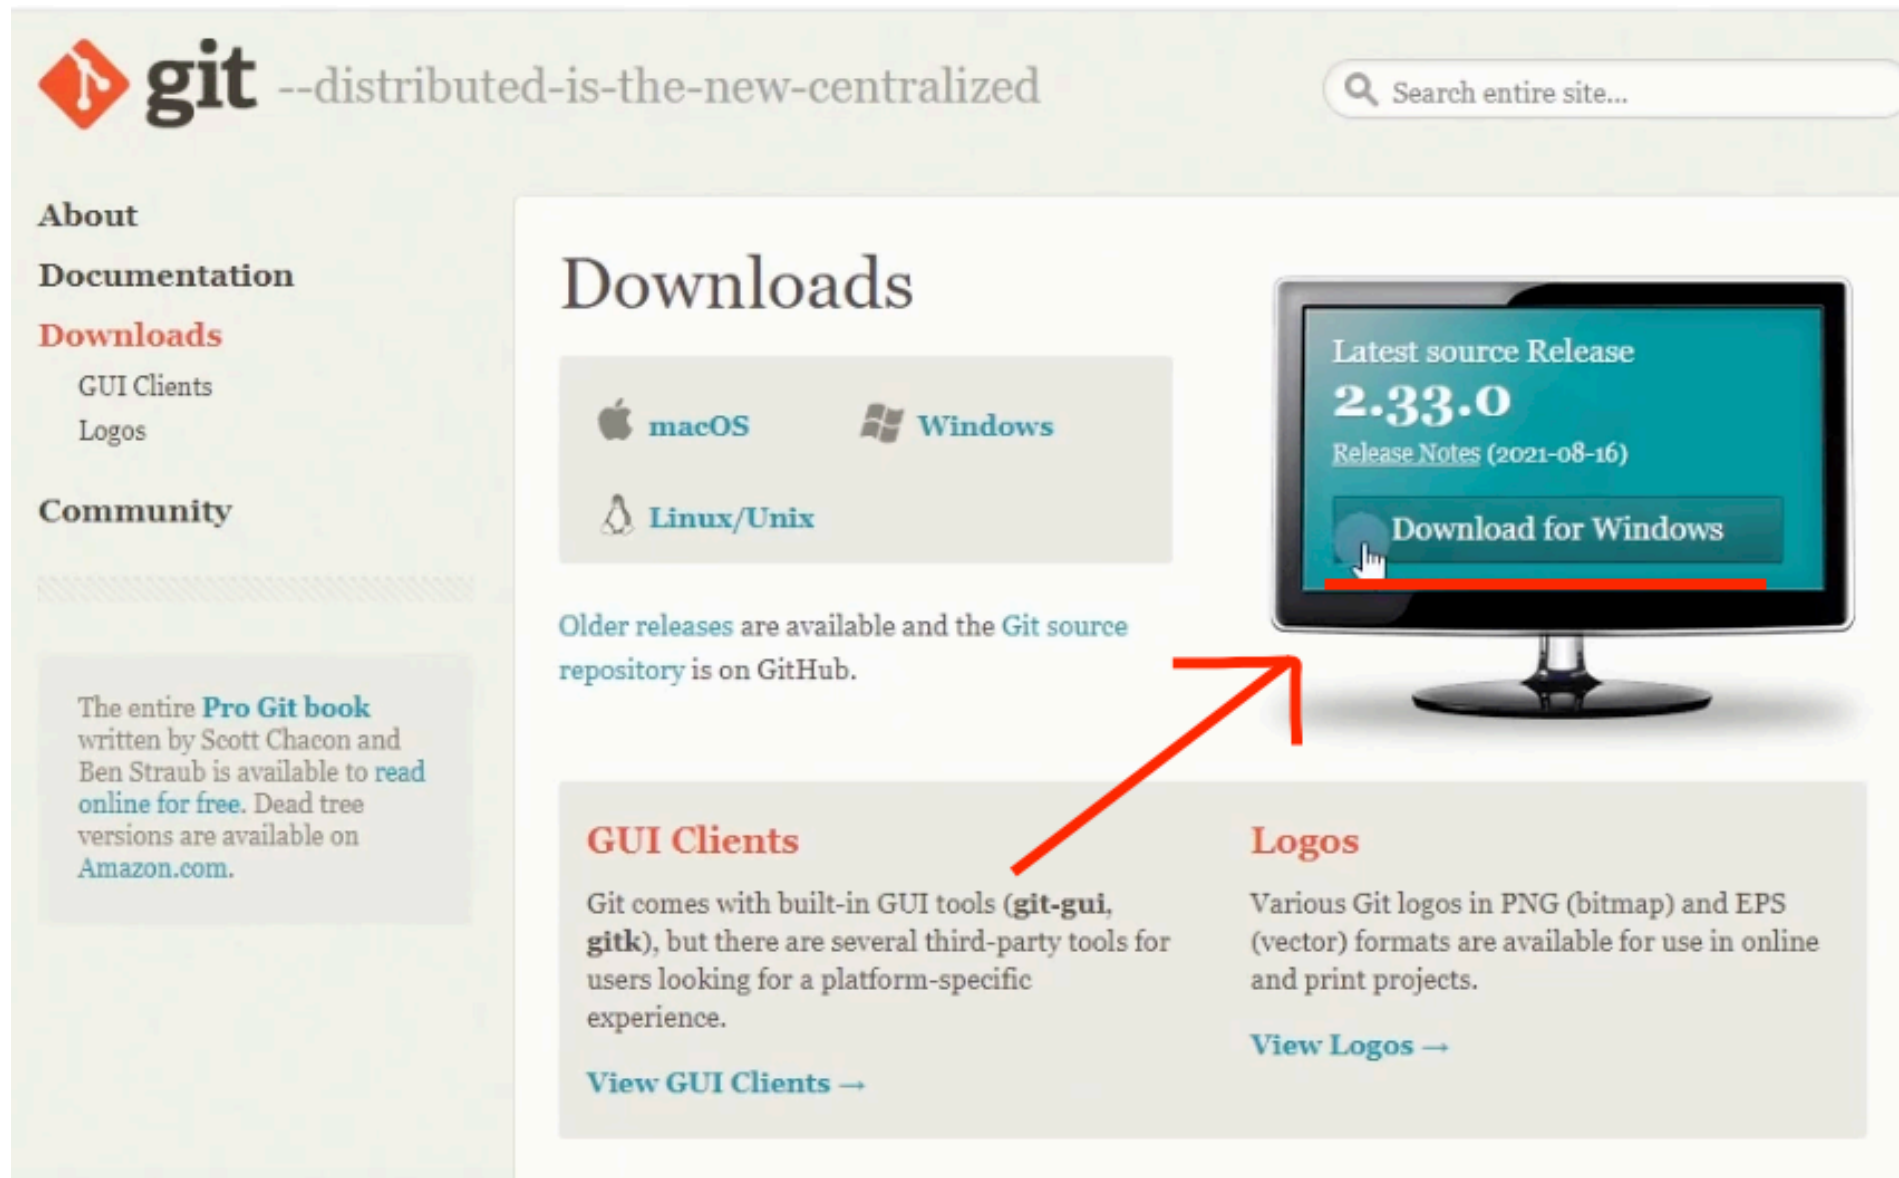 git --distributed-is-the-new-centralized
Search entire site...
About
Documentation
Downloads
GUI Clients
Logos
Community
The entire Pro Git book
written by Scott Chacon and
Ben Straub is available to read
online for free. Dead tree
versions are available on
Amazon.com.
Downloads
macOS
Windows
Linux/Unix
Older releases are available and the Git source
repository is on GitHub.
Latest source Release
2.33.0
Release Notes (2021-08-16)
Download for Windows
GUI Clients
Git comes with built-in GUI tools (git-gui,
gitk), but there are several third-party tools for
users looking for a platform-specific
experience.
View GUI Clients →
Logos
Various Git logos in PNG (bitmap) and EPS
(vector) formats are available for use in online
and print projects.
View Logos →